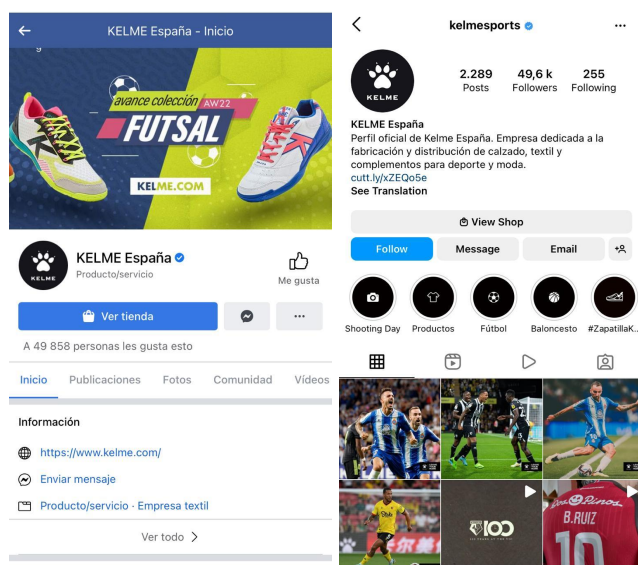 KELME España - Inicio
avance colección AW22
FUTSAL
KELME.COM
KELME
KELME España
Producto/servicio
Me gusta
Ver tienda
A 49 858 personas les gusta esto
Inicio Publicaciones Fotos Comunidad Vídeos
Información
https://www.kelme.com/
Enviar mensaje
Producto/servicio · Empresa textil
Ver todo
kelmesports
KELME
2.289 49,6 k 255
Posts Followers Following
KELME España
Perfil oficial de Kelme España. Empresa dedicada a la
fabricación y distribución de calzado, textil y
complementos para deporte y moda.
cutt.ly/xZEQo5e
See Translation
View Shop
Follow Message Email
Shooting Day Productos Fútbol Baloncesto #ZapatillaK...
100
B.RUIZ
10